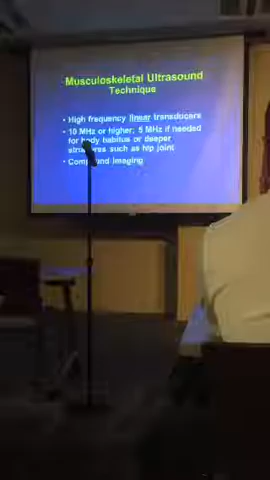 Musculoskeletal Ultrasound
Technique
• High frequency linear transducers
• 10 MHz or higher; 5 MHz if needed
for body habitus or deeper
structures such as hip joint
• Compound imaging